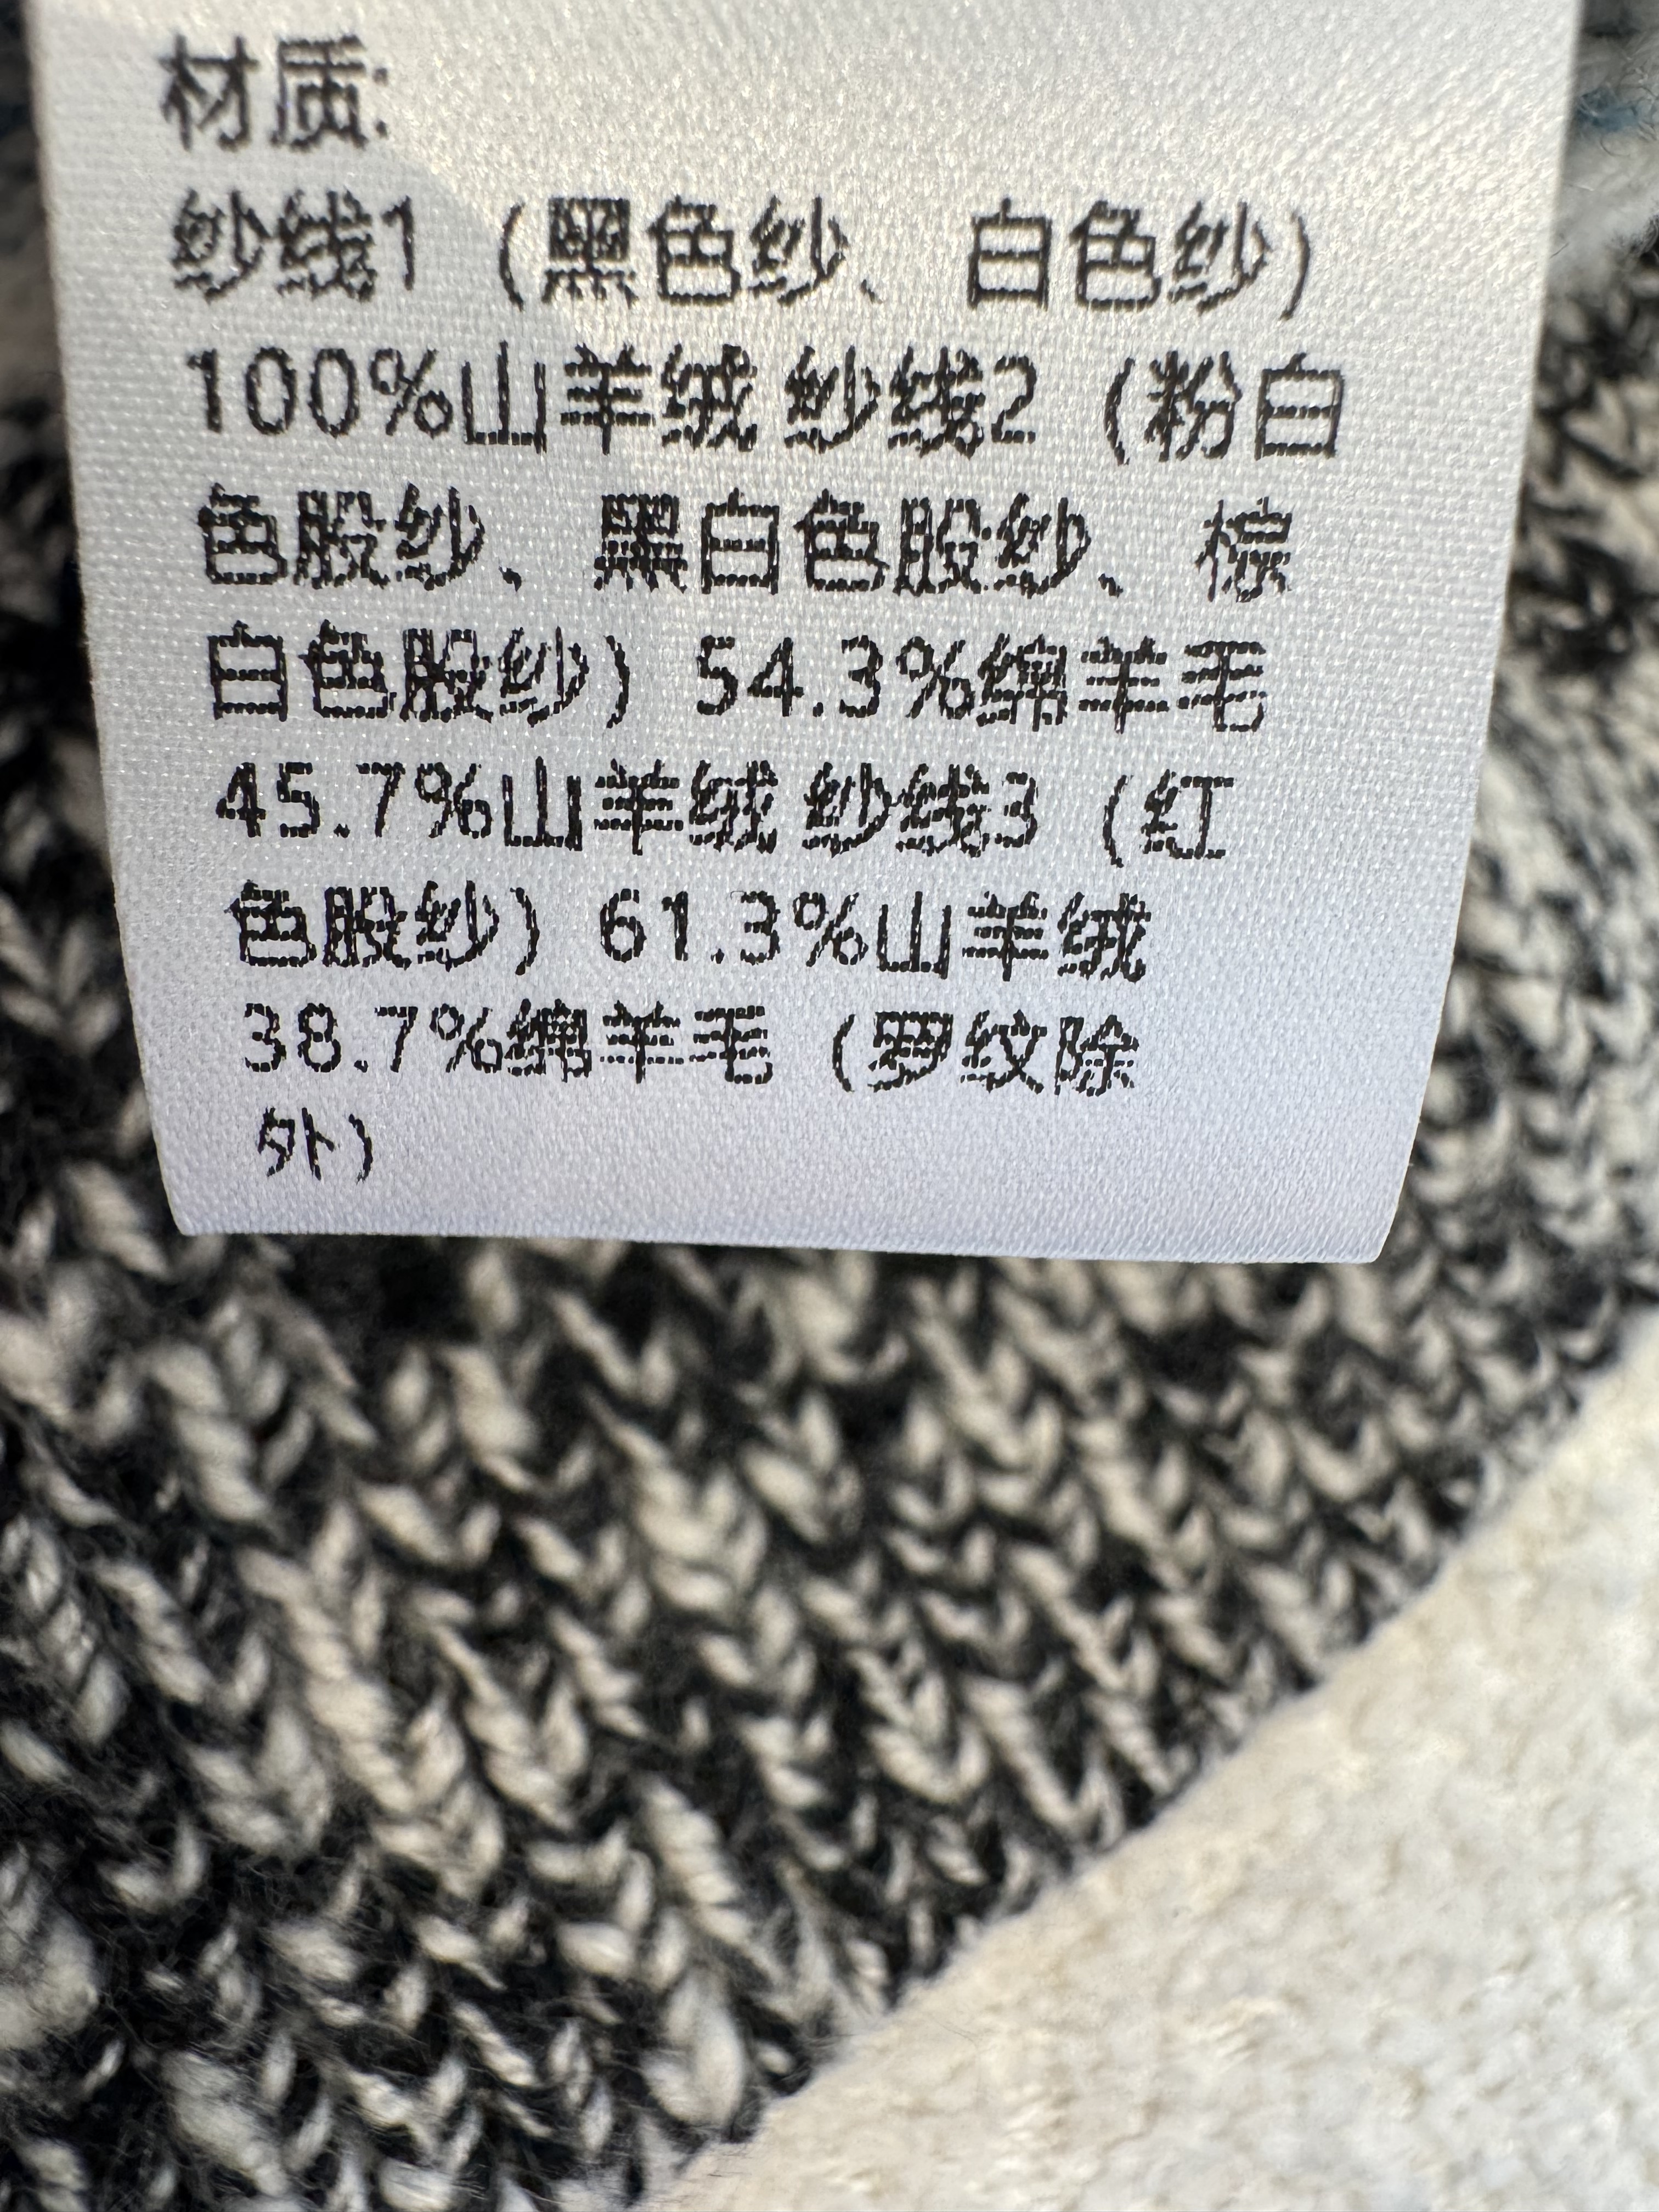 材质:
纱线1（黑色纱、白色纱）
100%山羊绒 纱线2（粉白
色股纱、黑白色股纱、棕
白色股纱）54.3%绵羊毛
45.7%山羊绒 纱线3（红
色股纱）61.3%山羊绒
38.7%绵羊毛（罗纹除
外）